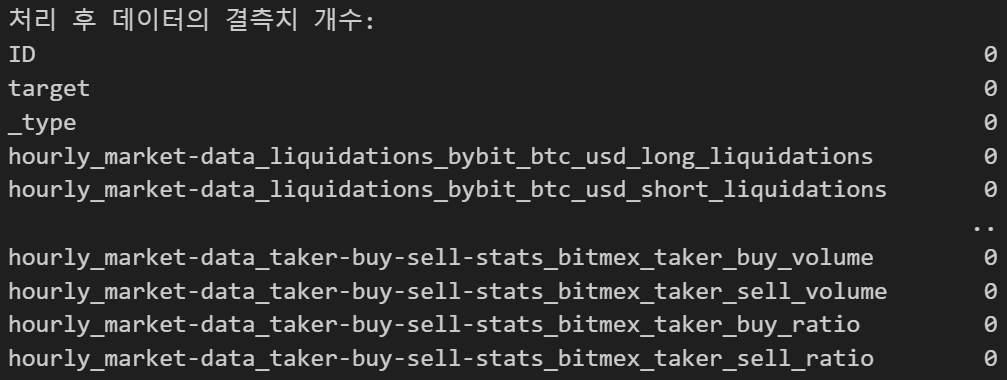 처리 후 데이터의 결측치 개수:
ID 0
target 0
_type 0
hourly_market-data_liquidations_bybit_btc_usd_long_liquidations 0
hourly_market-data_liquidations_bybit_btc_usd_short_liquidations 0
..
hourly_market-data_taker-buy-sell-stats_bitmex_taker_buy_volume 0
hourly_market-data_taker-buy-sell-stats_bitmex_taker_sell_volume 0
hourly_market-data_taker-buy-sell-stats_bitmex_taker_buy_ratio 0
hourly_market-data_taker-buy-sell-stats_bitmex_taker_sell_ratio 0